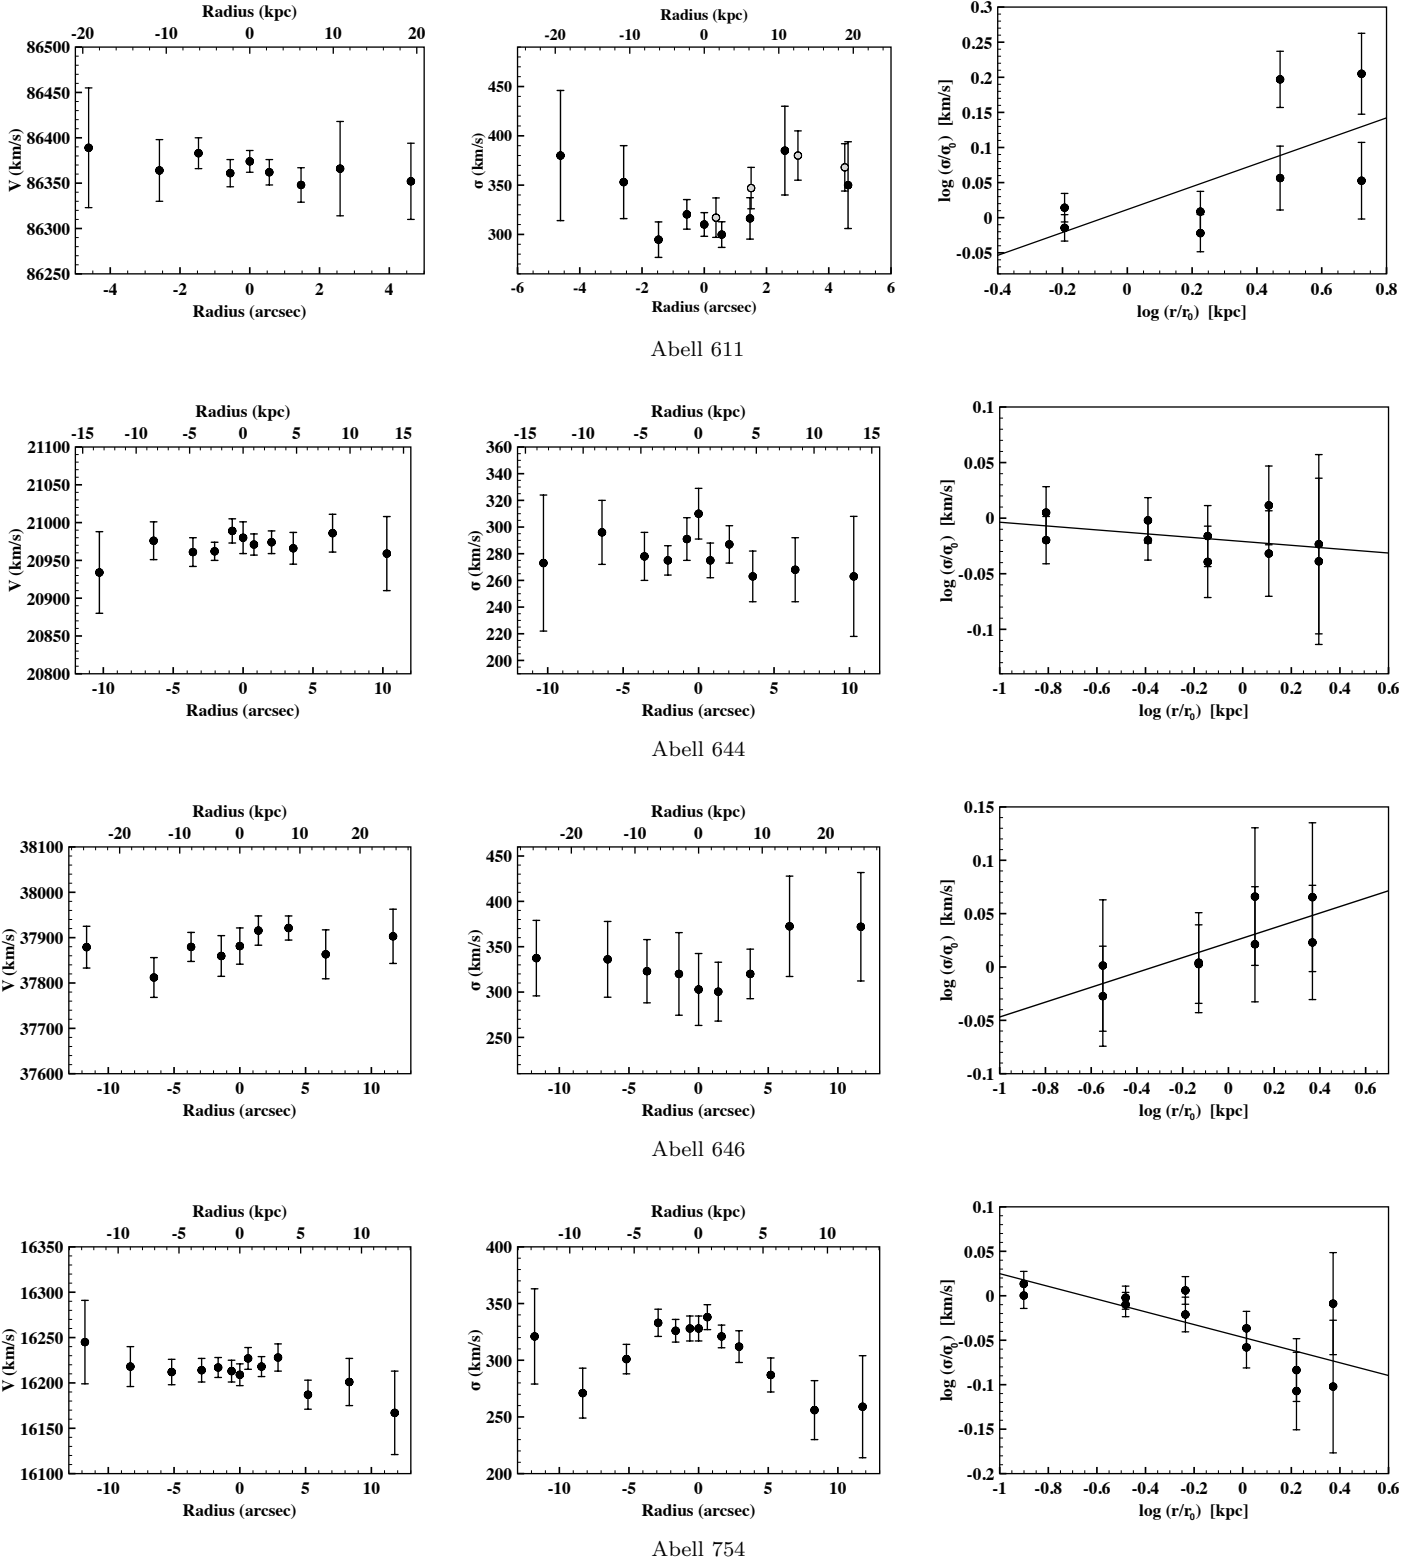 Radius (kpc)
-20 -10 0 10 20
V (km/s)
86500
86450
86400
86350
86300
86250
-4 -2 0 2 4
Radius (arcsec)
Radius (kpc)
-20 -10 0 10 20
σ (km/s)
450
400
350
300
-6 -4 -2 0 2 4 6
Radius (arcsec)
log (σ/σ0) [km/s]
0.3
0.25
0.2
0.15
0.1
0.05
0
-0.05
-0.4 -0.2 0 0.2 0.4 0.6 0.8
log (r/r0) [kpc]
Abell 611
Radius (kpc)
-15 -10 -5 0 5 10 15
V (km/s)
21100
21050
21000
20950
20900
20850
20800
-10 -5 0 5 10
Radius (arcsec)
Radius (kpc)
-15 -10 -5 0 5 10 15
σ (km/s)
360
340
320
300
280
260
240
220
200
-10 -5 0 5 10
Radius (arcsec)
log (σ/σ0) [km/s]
0.1
0.05
0
-0.05
-0.1
-1 -0.8 -0.6 -0.4 -0.2 0 0.2 0.4 0.6
log (r/r0) [kpc]
Abell 644
Radius (kpc)
-20 -10 0 10 20
V (km/s)
38100
38000
37900
37800
37700
37600
-10 -5 0 5 10
Radius (arcsec)
Radius (kpc)
-20 -10 0 10 20
σ (km/s)
450
400
350
300
250
-10 -5 0 5 10
Radius (arcsec)
log (σ/σ0) [km/s]
0.15
0.1
0.05
0
-0.05
-0.1
-1 -0.8 -0.6 -0.4 -0.2 0 0.2 0.4 0.6
log (r/r0) [kpc]
Abell 646
Radius (kpc)
-10 -5 0 5 10
V (km/s)
16350
16300
16250
16200
16150
16100
-10 -5 0 5 10
Radius (arcsec)
Radius (kpc)
-10 -5 0 5 10
σ (km/s)
400
350
300
250
200
-10 -5 0 5 10
Radius (arcsec)
log (σ/σ0) [km/s]
0.1
0.05
0
-0.05
-0.1
-0.15
-0.2
-1 -0.8 -0.6 -0.4 -0.2 0 0.2 0.4 0.6
log (r/r0) [kpc]
Abell 754